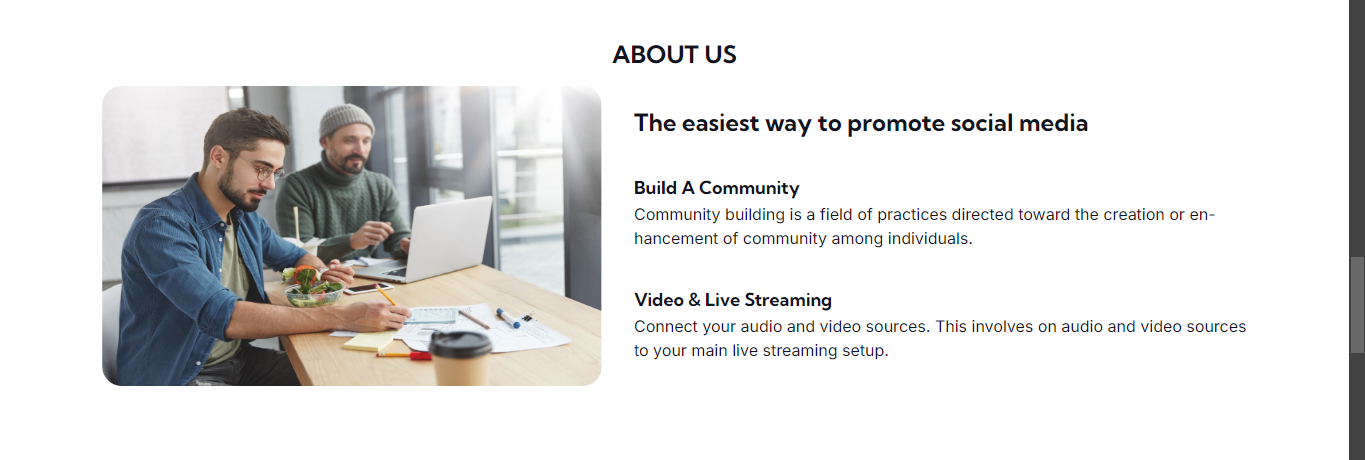 ABOUT US
The easiest way to promote social media
Build A Community
Community building is a field of practices directed toward the creation or en-
hancement of community among individuals.
Video & Live Streaming
Connect your audio and video sources. This involves on audio and video sources
to your main live streaming setup.